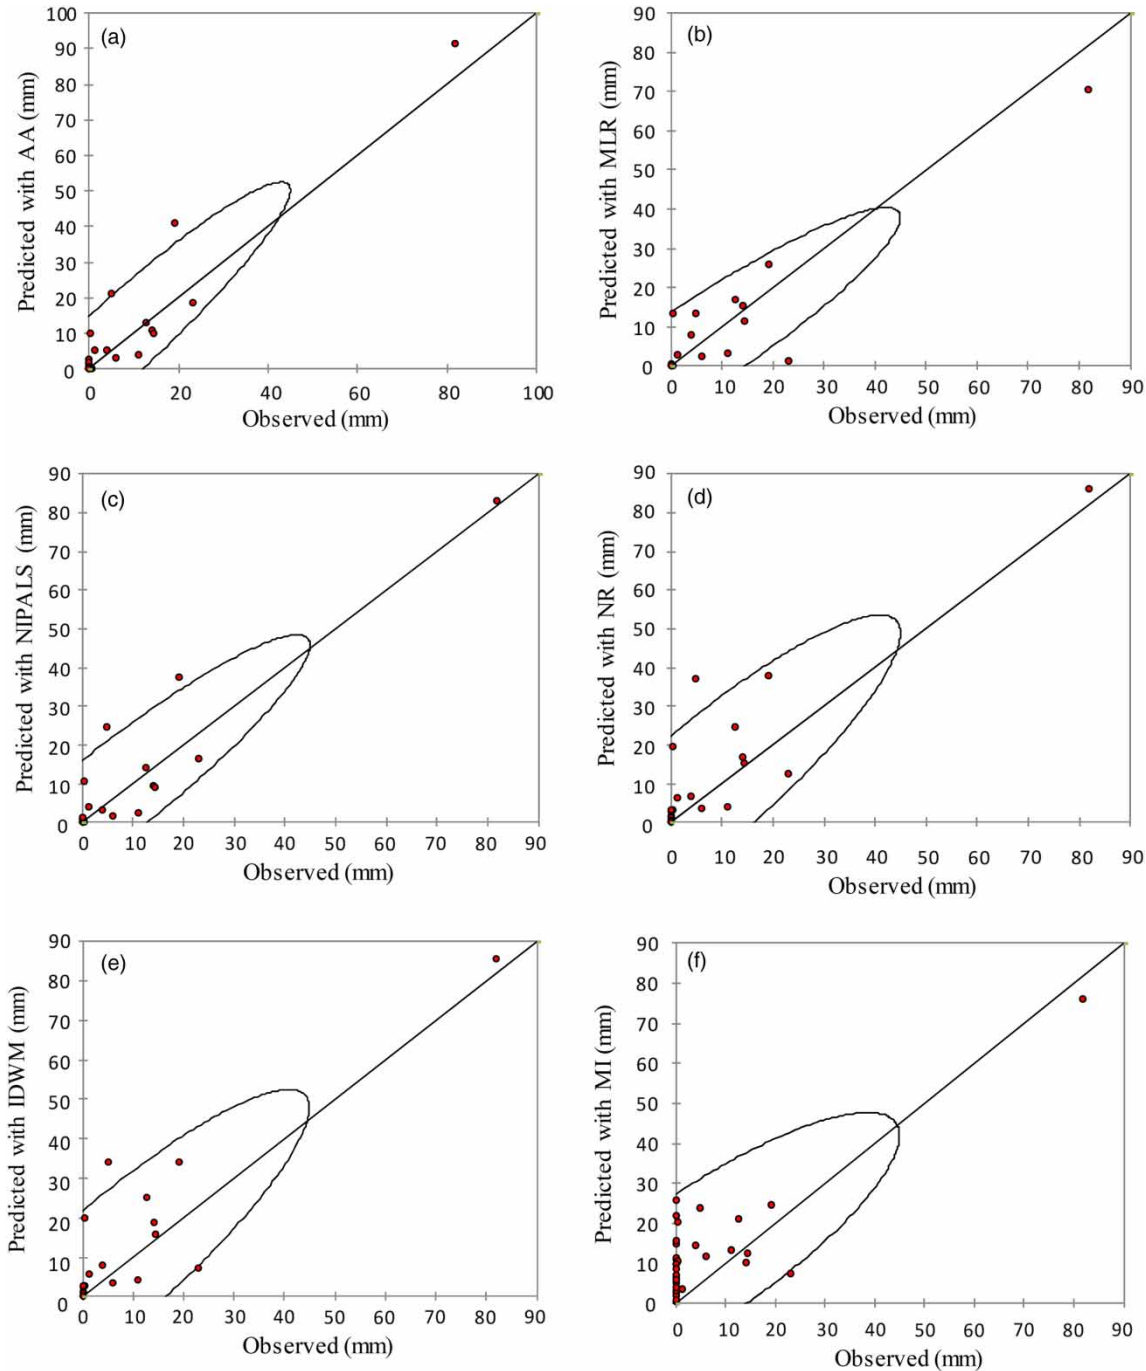 (a)
Predicted with AA (mm)
100
90
80
70
60
50
40
30
20
10
0
0 20 40 60 80 100
Observed (mm)
(b)
Predicted with MLR (mm)
90
80
70
60
50
40
30
20
10
0
0 10 20 30 40 50 60 70 80 90
Observed (mm)
(c)
Predicted with NIPALS (mm)
90
80
70
60
50
40
30
20
10
0
0 10 20 30 40 50 60 70 80 90
Observed (mm)
(d)
Predicted with NR (mm)
90
80
70
60
50
40
30
20
10
0
0 10 20 30 40 50 60 70 80 90
Observed (mm)
(e)
Predicted with IDWM (mm)
90
80
70
60
50
40
30
20
10
0
0 10 20 30 40 50 60 70 80 90
Observed (mm)
(f)
Predicted with MI (mm)
90
80
70
60
50
40
30
20
10
0
0 10 20 30 40 50 60 70 80 90
Observed (mm)